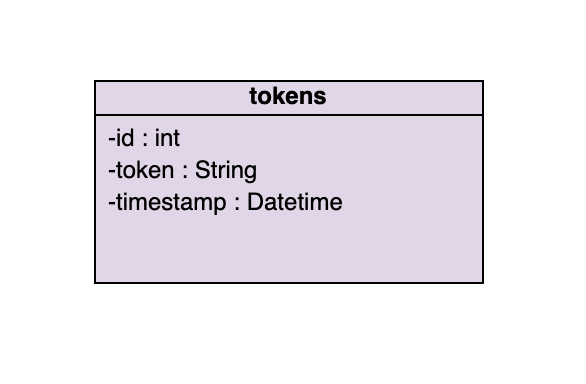 tokens
-id : int
-token : String
-timestamp : Datetime